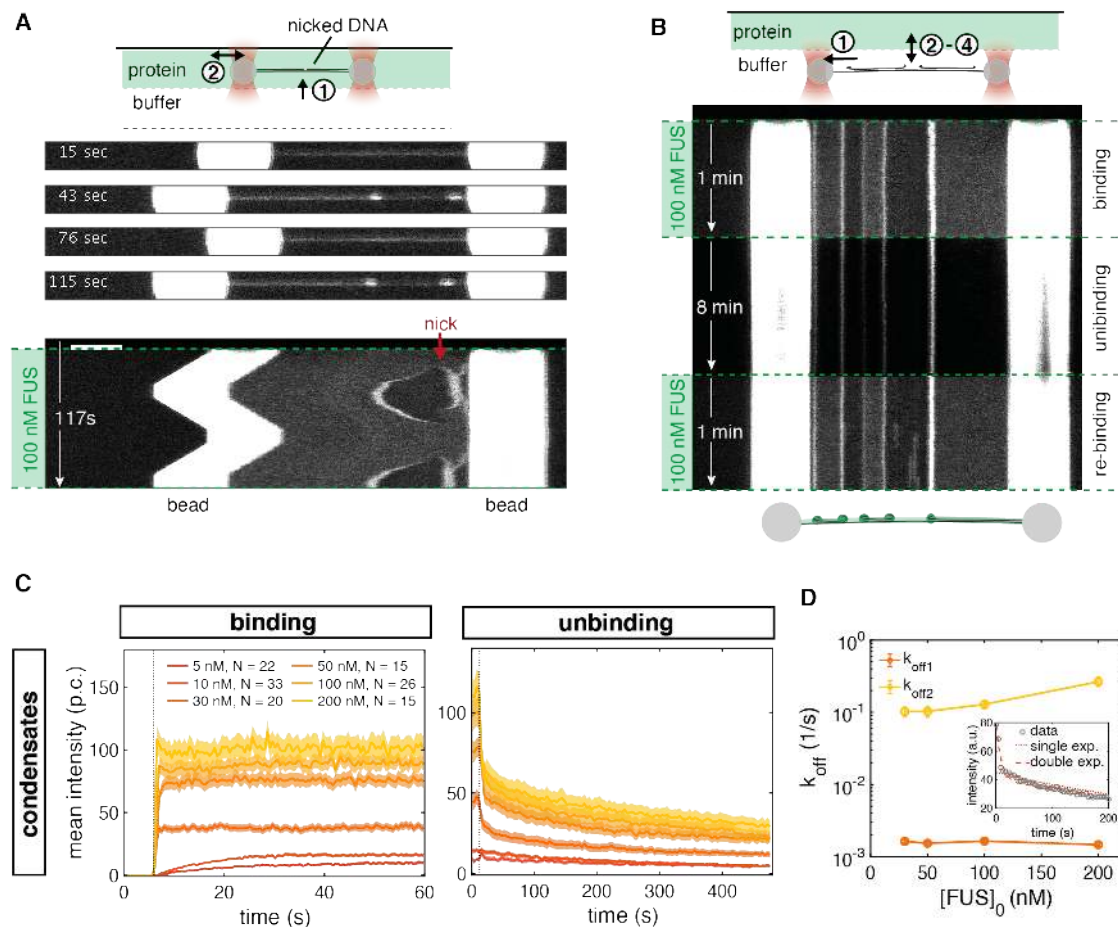 A
nicked DNA
protein
②
①
buffer
15 sec
43 sec
76 sec
115 sec
nick
100 nM FUS
117s
bead
bead
B
protein
①
②-④
buffer
100 nM FUS
1 min
binding
8 min
unibinding
100 nM FUS
1 min
re-binding
C
binding
unbinding
condensates
mean intensity (p.c.)
150
100
50
0
5 nM, N = 22
10 nM, N = 33
30 nM, N = 20
50 nM, N = 15
100 nM, N = 26
200 nM, N = 15
0
20
40
60
time (s)
100
50
0
0
100
200
300
400
time (s)
D
k_off (1/s)
10^0
10^-1
10^-2
10^-3
k_off1
k_off2
intensity (a.u.)
80
60
40
20
data
single exp.
double exp.
0
100
200
time (s)
0
50
100
150
200
[FUS]_0 (nM)